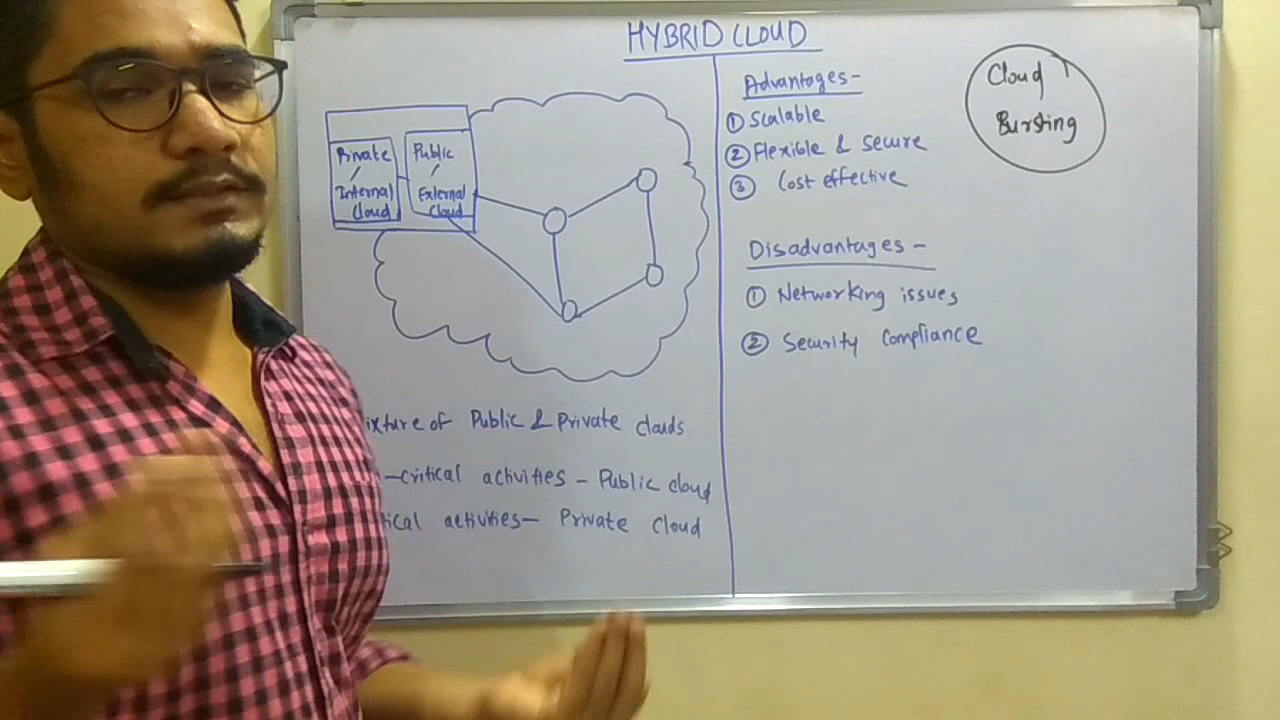 HYBRID CLOUD
Private
/
Internal
Cloud
Public
/
External
Cloud
ixture of Public & Private clouds
-critical activities - Public cloud
tical activities- Private Cloud
Advantages-
① Scalable
② Flexible & Secure
③ Cost effective
Disadvantages-
① Networking issues
② Security Compliance
Cloud
Bursting